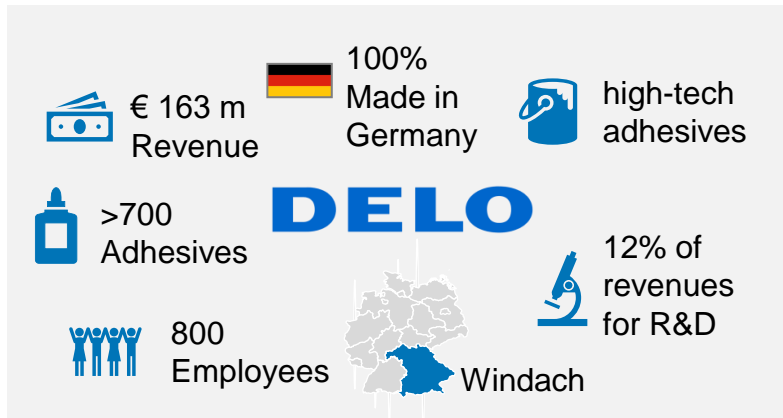 € 163 m
Revenue
100%
Made in
Germany
high-tech
adhesives
>700
Adhesives
DELO
12% of
revenues
for R&D
800
Employees
Windach